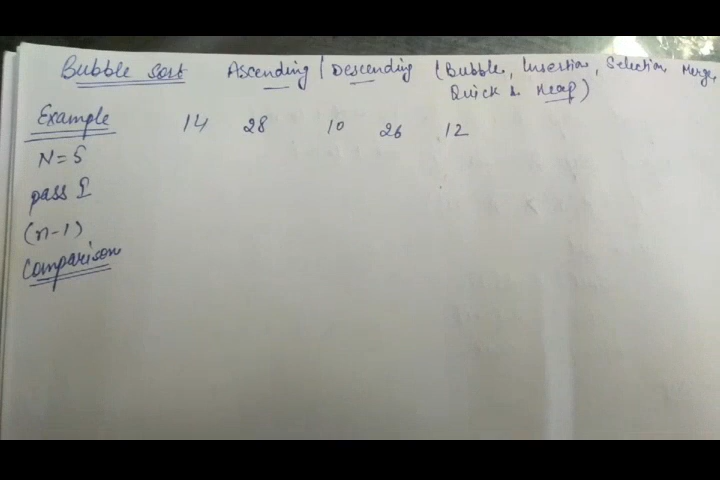 Bubble Sort Ascending / Descending (Bubble, Insertion, Selection, Merge,
Quick & Heap)
Example 14 28 10 26 12
N=5
pass 1
(n-1)
Comparison